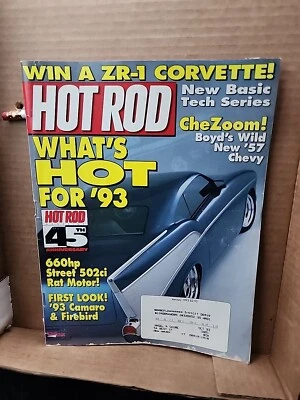 WIN A ZR-1 CORVETTE!
HOT ROD
New Basic
Tech Series
CheZoom!
Boyd's Wild
New '57
Chevy
WHAT'S
HOT
FOR '93
HOT ROD
45TH
ANNIVERSARY
660hp
Street 502ci
Rat Motor!
FIRST LOOK!
'93 Camaro
& Firebird